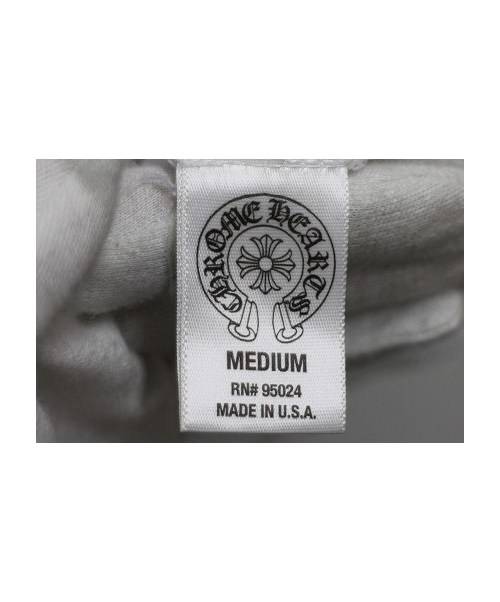 CHROME HEARTS
MEDIUM
RN# 95024
MADE IN U.S.A.